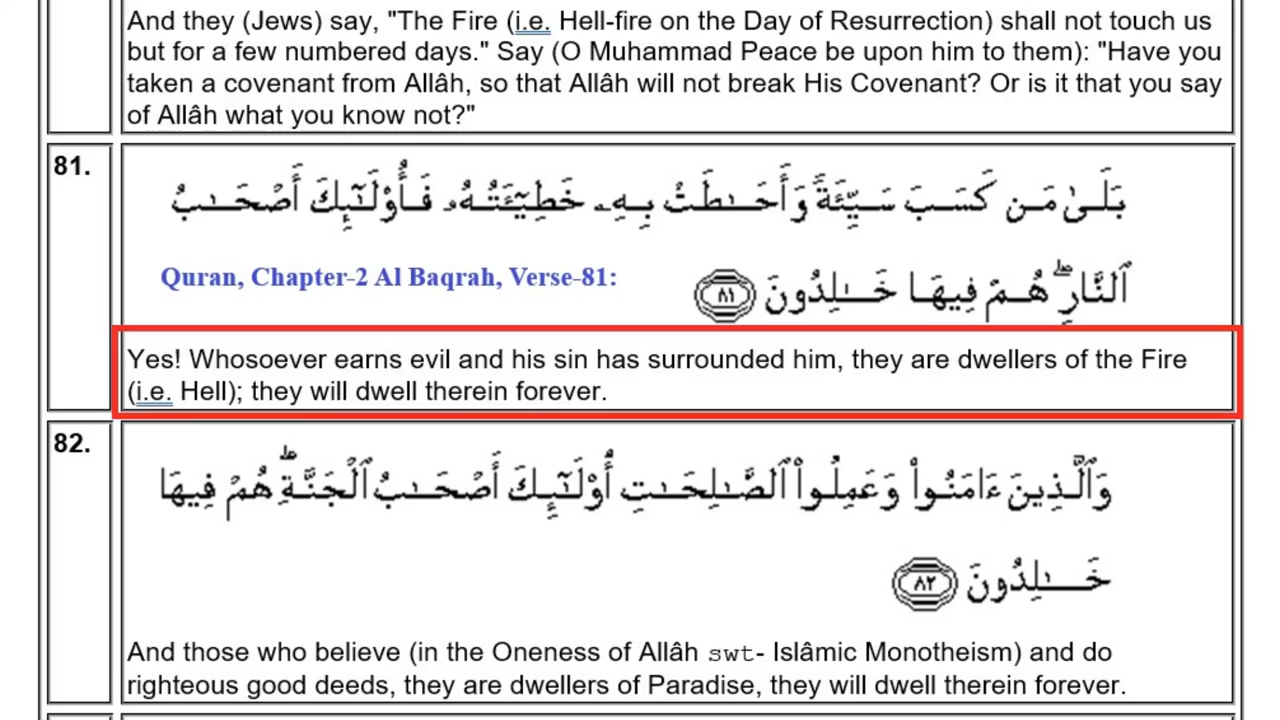 And they (Jews) say, "The Fire (i.e. Hell-fire on the Day of Resurrection) shall not touch us
but for a few numbered days." Say (O Muhammad Peace be upon him to them): "Have you
taken a covenant from Allâh, so that Allâh will not break His Covenant? Or is it that you say
of Allâh what you know not?"
81.
بَلَىٰ مَن كَسَبَ سَيِّئَةً وَأَحَـٰطَتْ بِهِۦ خَطِيٓـَٔتُهُۥ فَأُوْلَـٰٓئِكَ أَصْحَـٰبُ
ٱلنَّارِ ۖ هُمْ فِيهَا خَـٰلِدُونَ ٨١
Quran, Chapter-2 Al Baqrah, Verse-81:
Yes! Whosoever earns evil and his sin has surrounded him, they are dwellers of the Fire
(i.e. Hell); they will dwell therein forever.
82.
وَٱلَّذِينَ ءَامَنُواْ وَعَمِلُواْ ٱلصَّـٰلِحَـٰتِ أُوْلَـٰٓئِكَ أَصْحَـٰبُ ٱلْجَنَّةِ ۖ هُمْ فِيهَا
خَـٰلِدُونَ ٨٢
And those who believe (in the Oneness of Allâh swt- Islâmic Monotheism) and do
righteous good deeds, they are dwellers of Paradise, they will dwell therein forever.